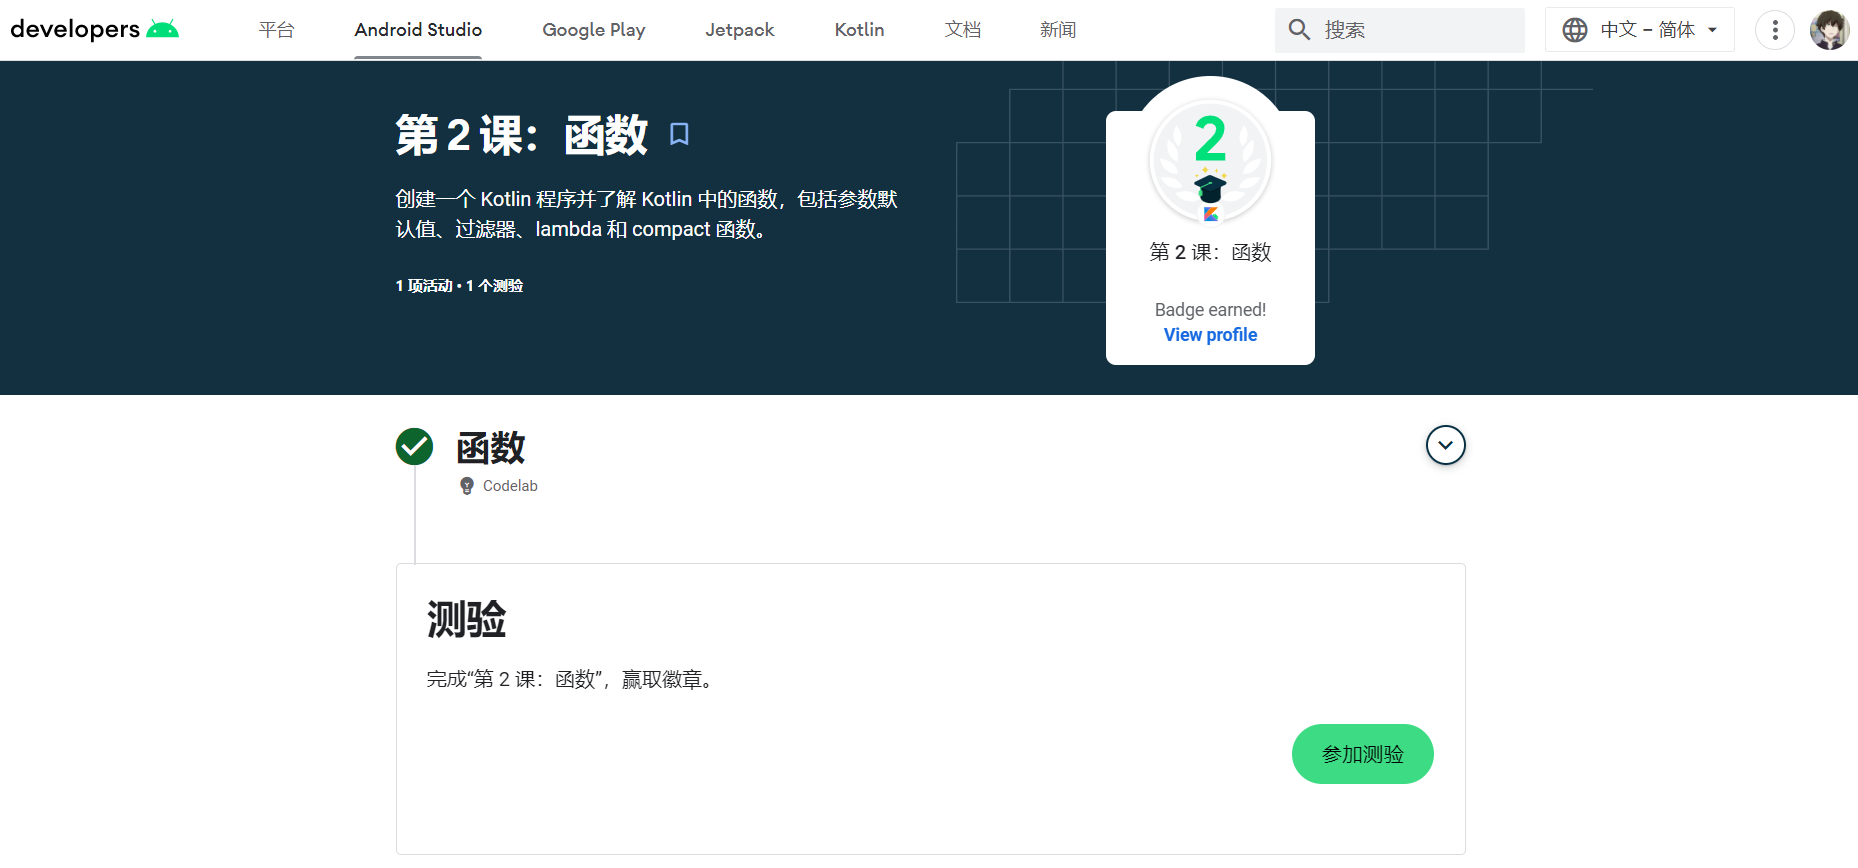 developers
平台
Android Studio
Google Play
Jetpack
Kotlin
文档
新闻
搜索
中文 – 简体
第 2 课：函数
创建一个 Kotlin 程序并了解 Kotlin 中的函数，包括参数默
认值、过滤器、lambda 和 compact 函数。
1 项活动 • 1 个测验
2
第 2 课：函数
Badge earned!
View profile
函数
Codelab
测验
完成“第 2 课：函数”，赢取徽章。
参加测验